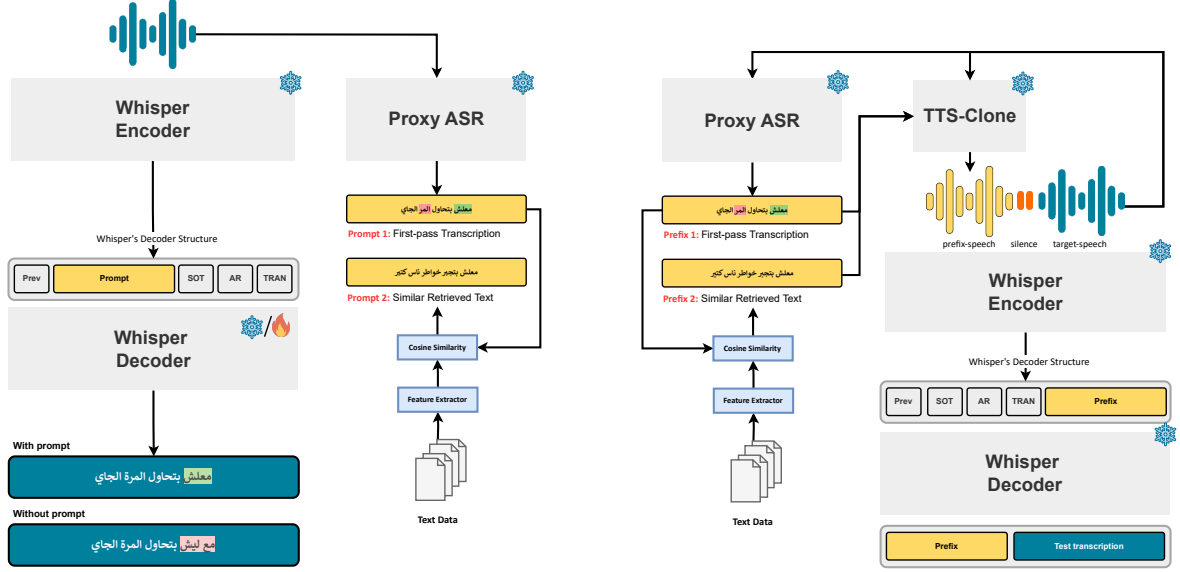 Whisper
Encoder
Proxy ASR
معلش بتحاول المر الجاي
Prompt 1: First-pass Transcription
معلش بتجبر خواطر ناس كتير
Prompt 2: Similar Retrieved Text
Cosine Similarity
Feature Extractor
Text Data
Whisper's Decoder Structure
Prev
Prompt
SOT
AR
TRAN
Whisper
Decoder
With prompt
معلش بتحاول المرة الجاي
Without prompt
مع ليش بتحاول المرة الجاي
Proxy ASR
TTS-Clone
معلش بتحاول المر الجاي
Prefix 1: First-pass Transcription
معلش بتجبر خواطر ناس كتير
Prefix 2: Similar Retrieved Text
Cosine Similarity
Feature Extractor
Text Data
prefix-speech
silence
target-speech
Whisper
Encoder
Whisper's Decoder Structure
Prev
SOT
AR
TRAN
Prefix
Whisper
Decoder
Prefix
Test transcription